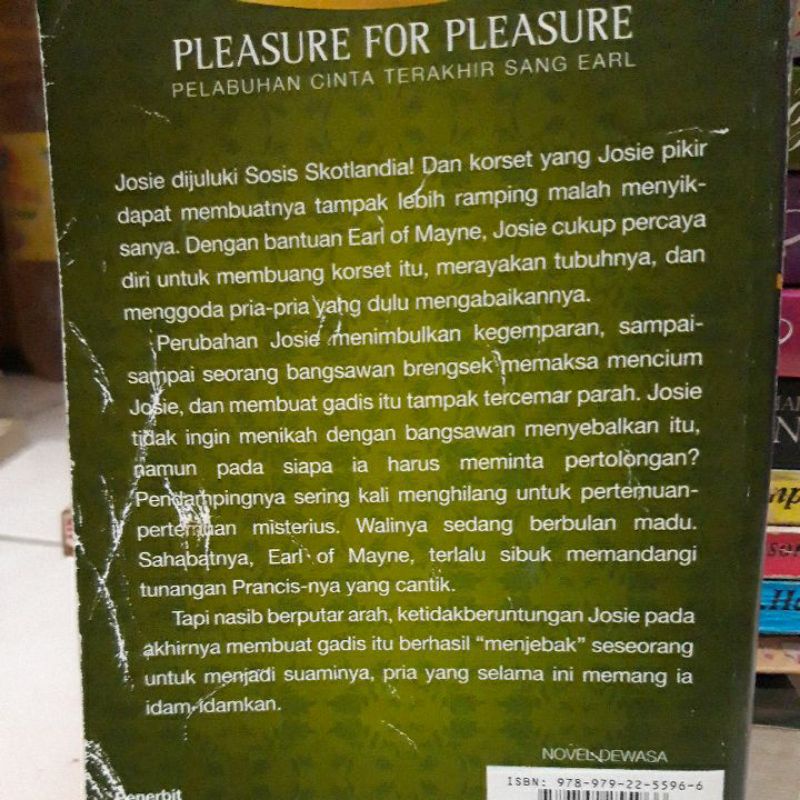 PLEASURE FOR PLEASURE
PELABUHAN CINTA TERAKHIR SANG EARL
Josie dijuluki Sosis Skotlandia! Dan korset yang Josie pikir
dapat membuatnya tampak lebih ramping malah menyik-
sanya. Dengan bantuan Earl of Mayne, Josie cukup percaya
diri untuk membuang korset itu, merayakan tubuhnya, dan
menggoda pria-pria yang dulu mengabaikannya.
Perubahan Josie menimbulkan kegemparan, sampai-
sampai seorang bangsawan brengsek memaksa mencium
Josie, dan membuat gadis itu tampak tercemar parah. Josie
tidak ingin menikah dengan bangsawan menyebalkan itu,
namun pada siapa ia harus meminta pertolongan?
Pendampingnya sering kali menghilang untuk pertemuan-
pertemuan misterius. Walinya sedang berbulan madu.
Sahabatnya, Earl of Mayne, terlalu sibuk memandangi
tunangan Prancis-nya yang cantik.
Tapi nasib berputar arah, ketidakberuntungan Josie pada
akhirnya membuat gadis itu berhasil “menjebak” seseorang
untuk menjadi suaminya, pria yang selama ini memang ia
idam-idamkan.
NOVEL DEWASA
ISBN: 978-979-22-5596-6
Penerbit